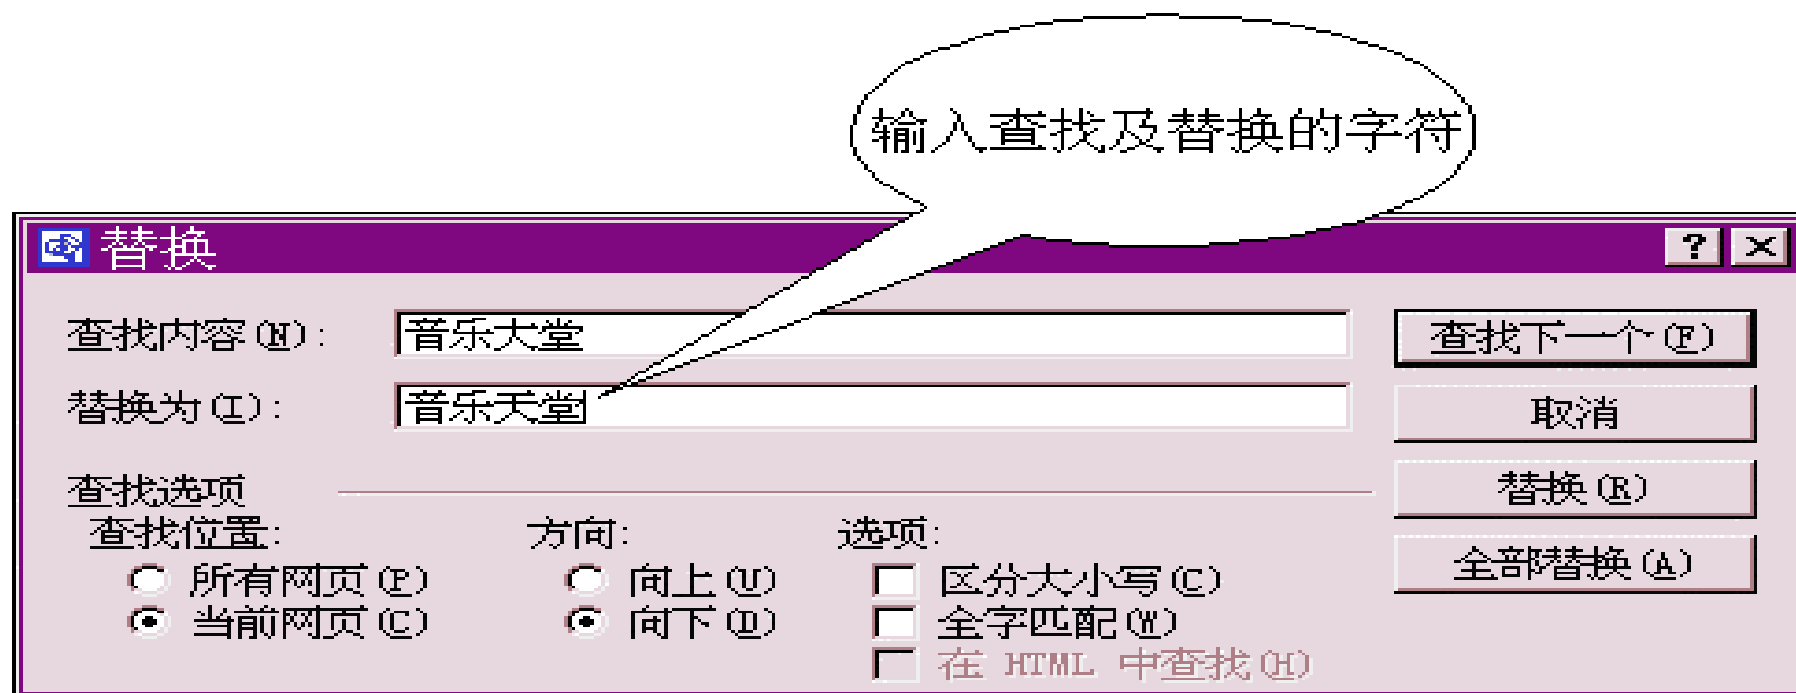 输入查找及替换的字符
替换
查找内容(N): 音乐大堂 查找下一个(F)
替换为(I): 音乐天堂 取消
查找选项 替换(R)
查找位置: 方向: 选项:
所有网页(P) 向上(U) 区分大小写(C) 全部替换(A)
当前网页(C) 向下(D) 全字匹配(W)
在 HTML 中查找(H)